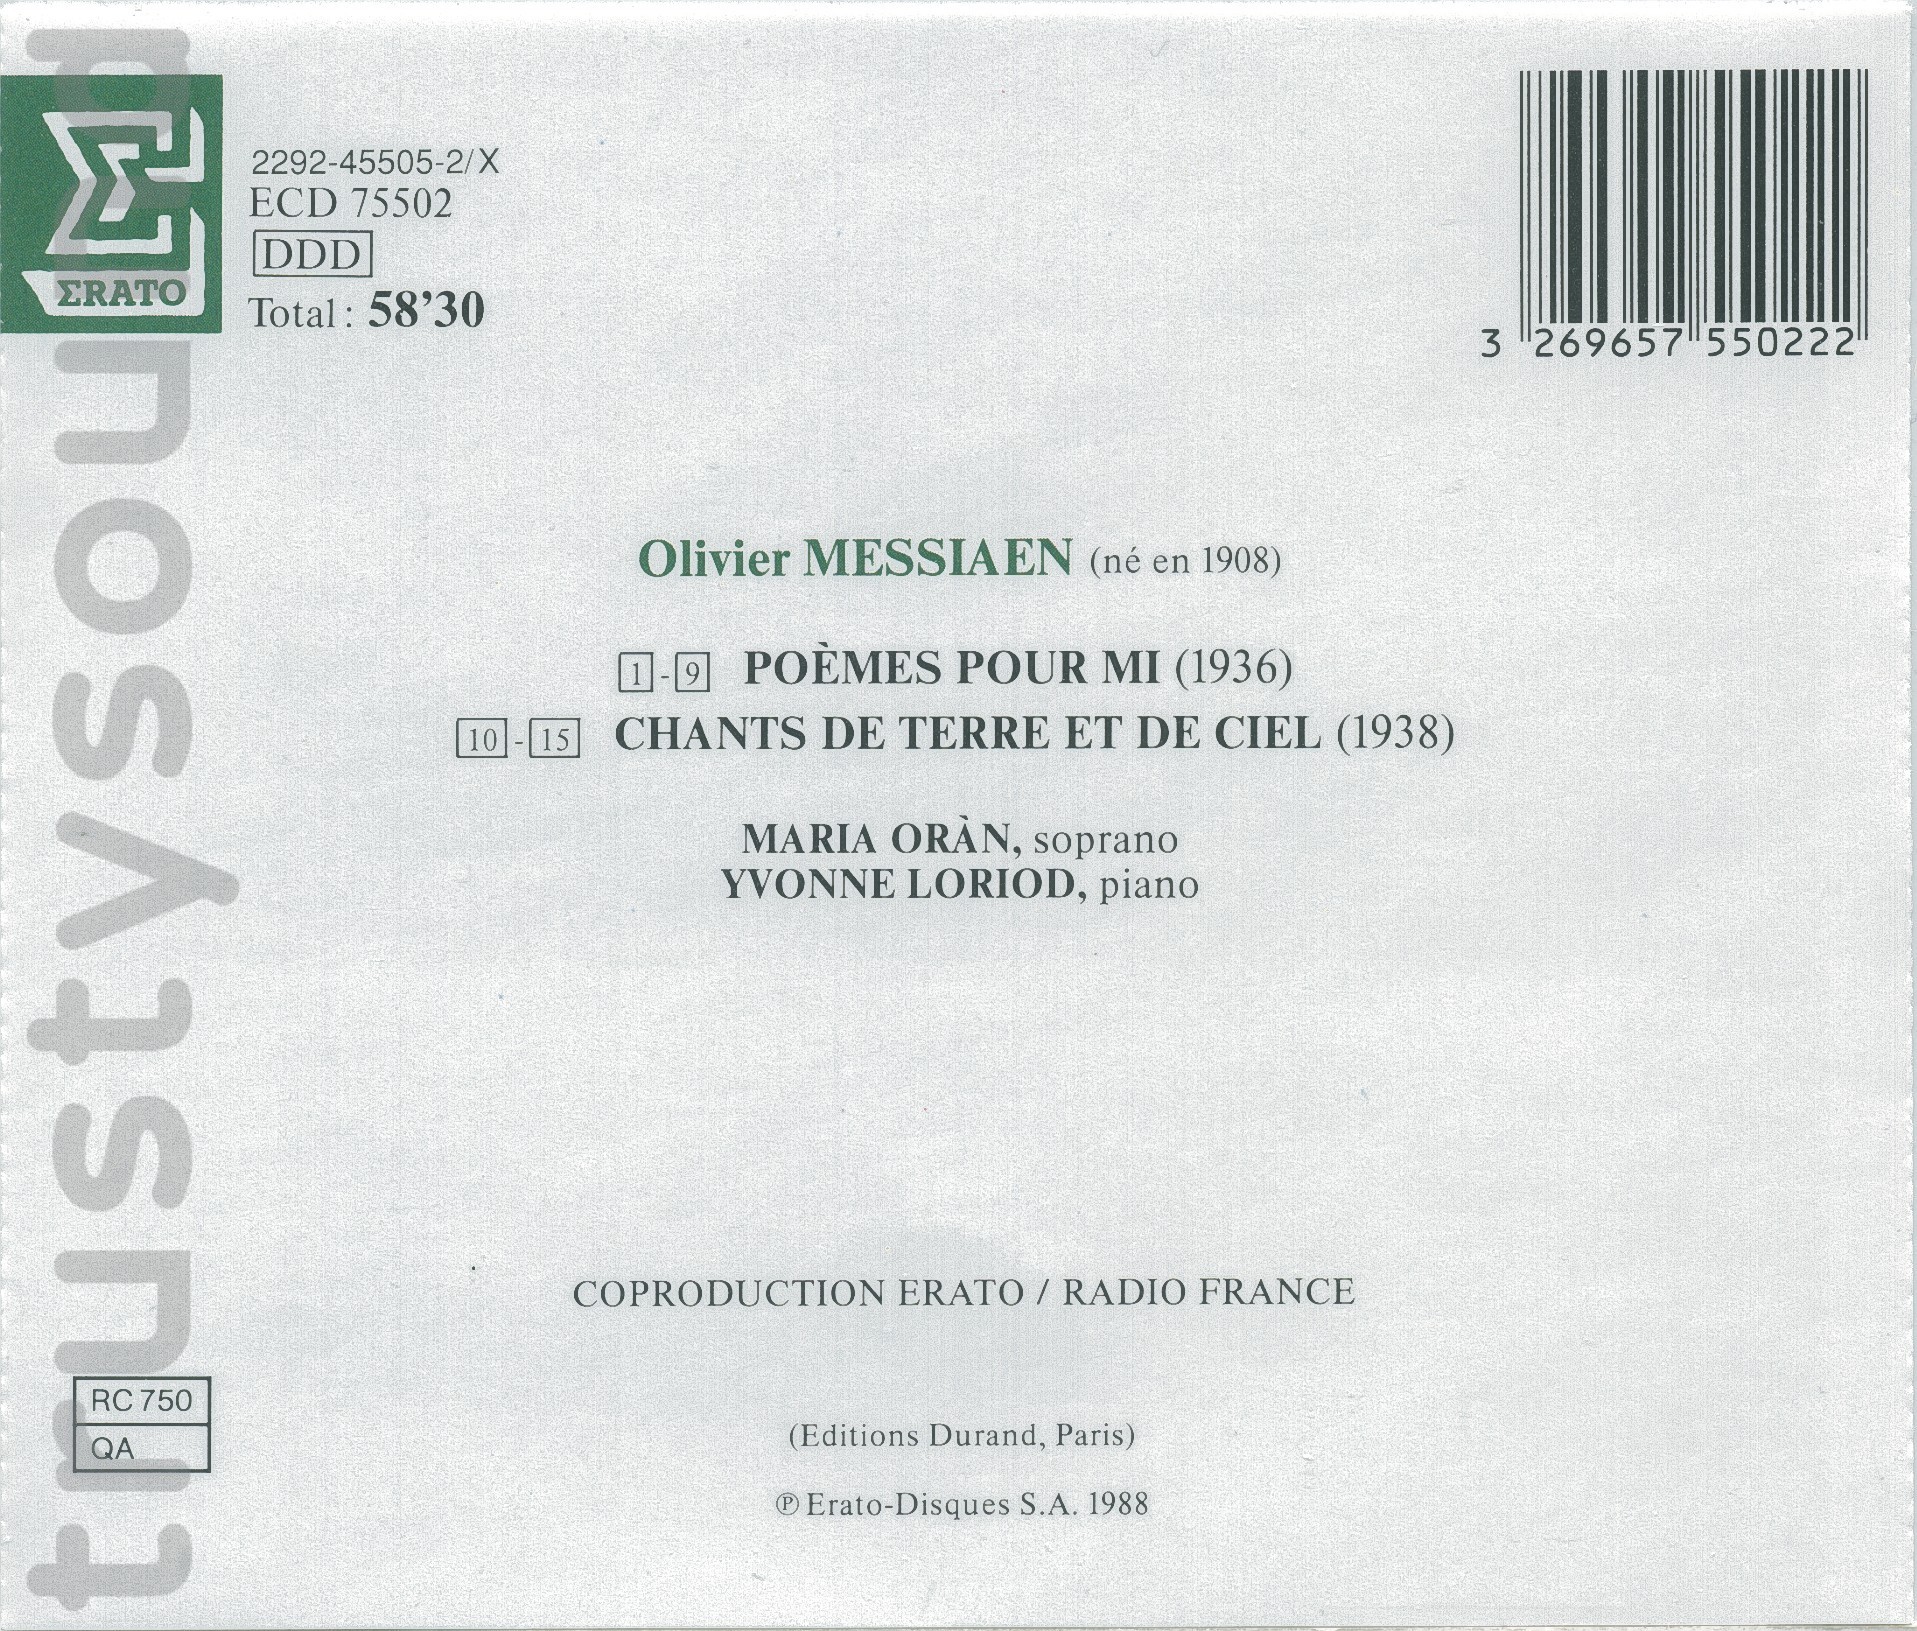 ΣRATO
2292-45505-2/X
ECD 75502
DDD
Total : 58'30
3 269657 550222
Olivier MESSIAEN (né en 1908)
1 - 9 POÈMES POUR MI (1936)
10 - 15 CHANTS DE TERRE ET DE CIEL (1938)
MARIA ORÀN, soprano
YVONNE LORIOD, piano
COPRODUCTION ERATO / RADIO FRANCE
RC 750
QA
(Editions Durand, Paris)
℗ Erato-Disques S.A. 1988
trustysound